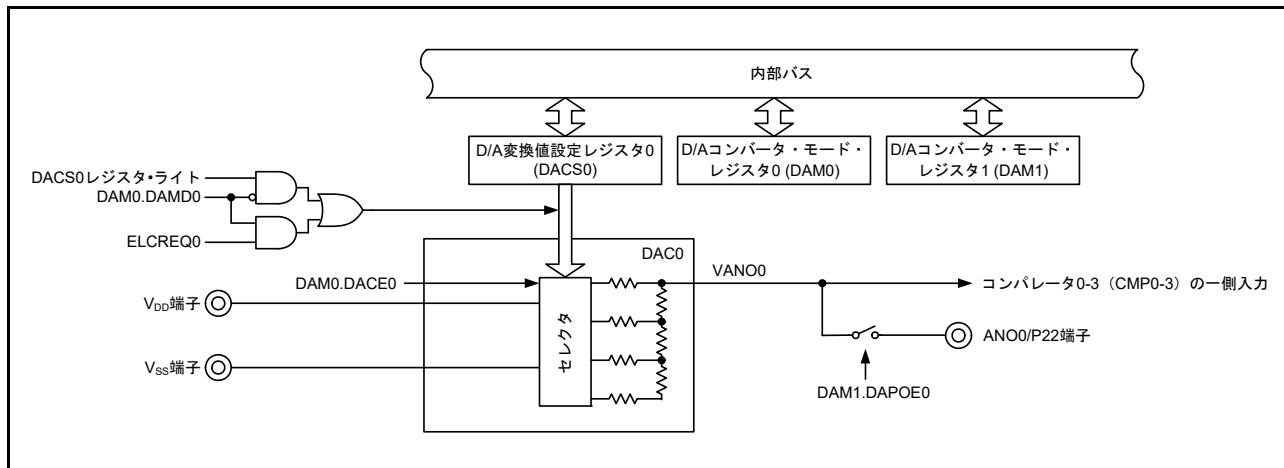 内部バス
D/A変換値設定レジスタ0
(DACS0)
D/Aコンバータ・モード・
レジスタ0 (DAM0)
D/Aコンバータ・モード・
レジスタ1 (DAM1)
DACS0レジスタ・ライト
DAM0.DAMD0
ELCREQ0
DAC0
VANO0
DAM0.DACE0
コンパレータ0-3（CMP0-3）の－側入力
VDD端子
セレクタ
ANO0/P22端子
VSS端子
DAM1.DAPOE0